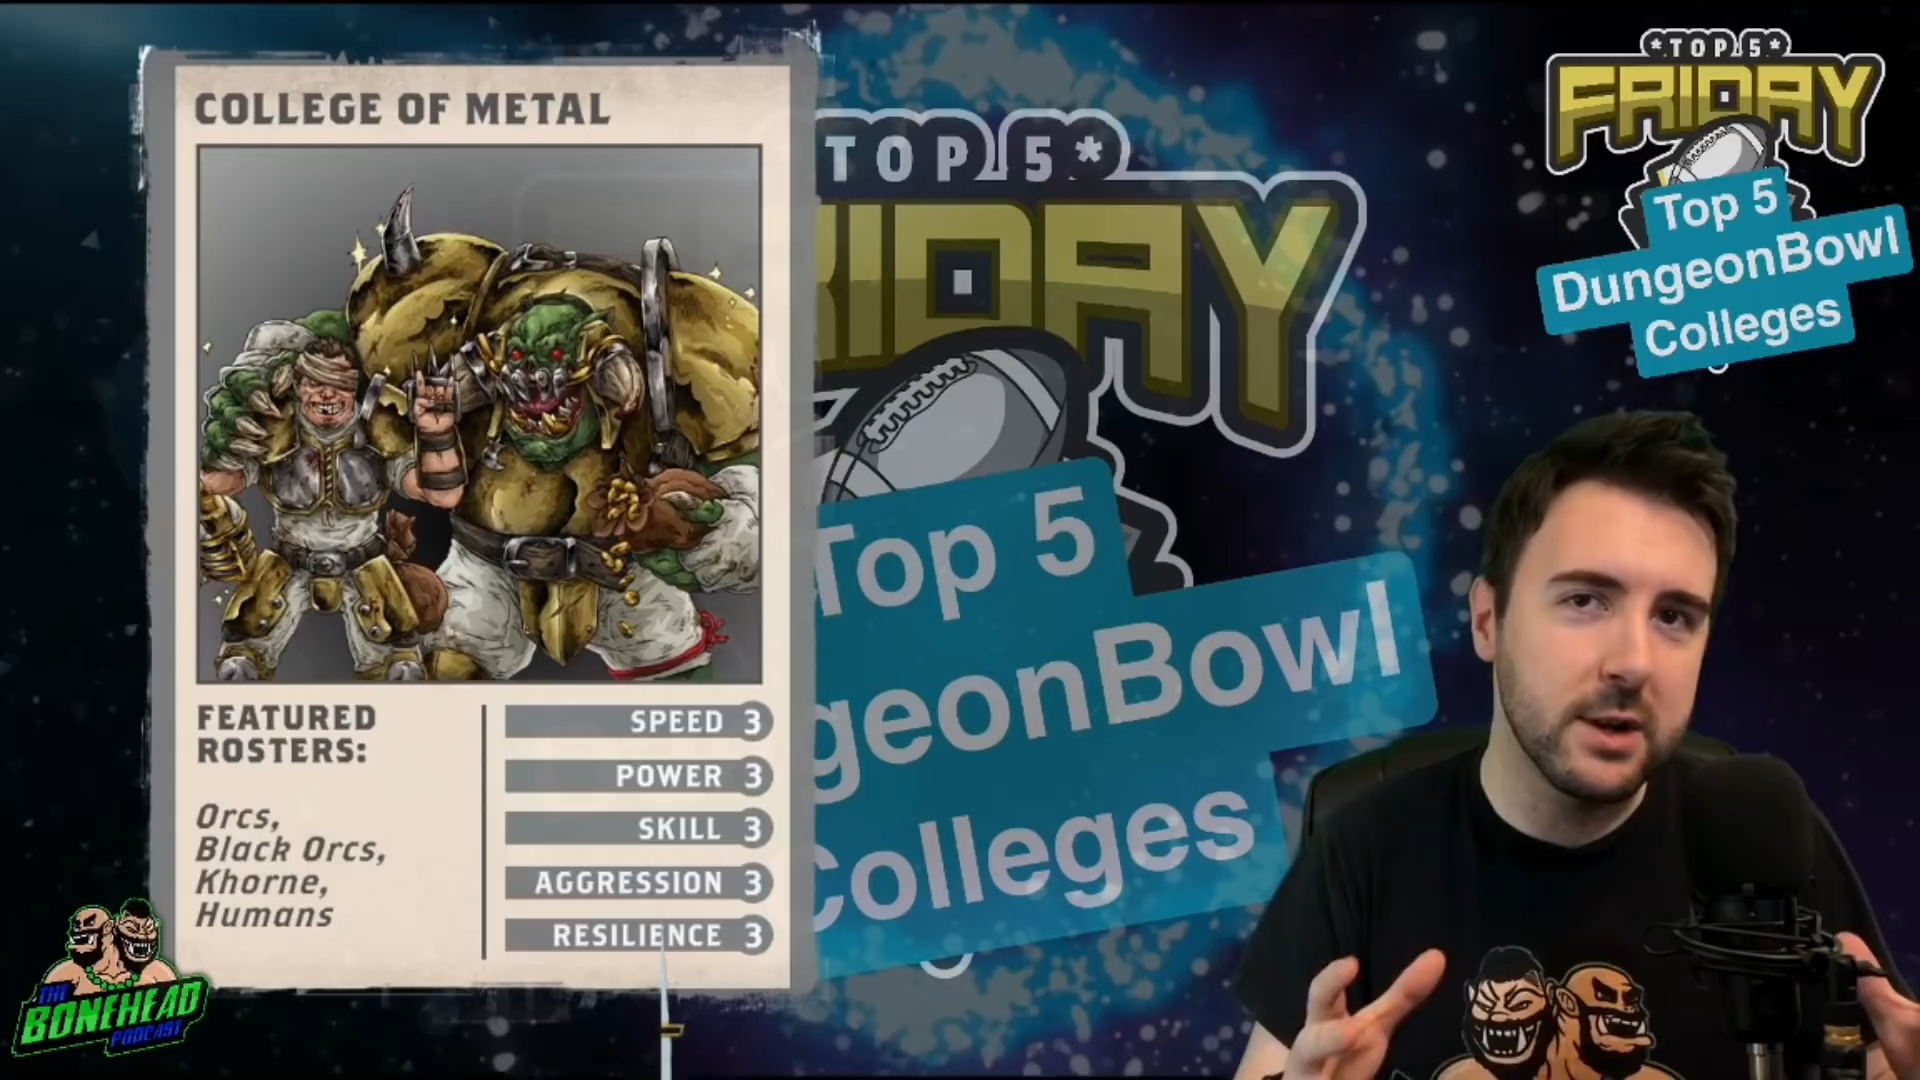 COLLEGE OF METAL
FEATURED
ROSTERS:
Orcs,
Black Orcs,
Khorne,
Humans
SPEED 3
POWER 3
SKILL 3
AGGRESSION 3
RESILIENCE 3
THE
BONEHEAD
PODCAST
TOP 5*
RIDAY
Top 5
geonBowl
Colleges
*TOP 5*
FRIDAY
Top 5
DungeonBowl
Colleges